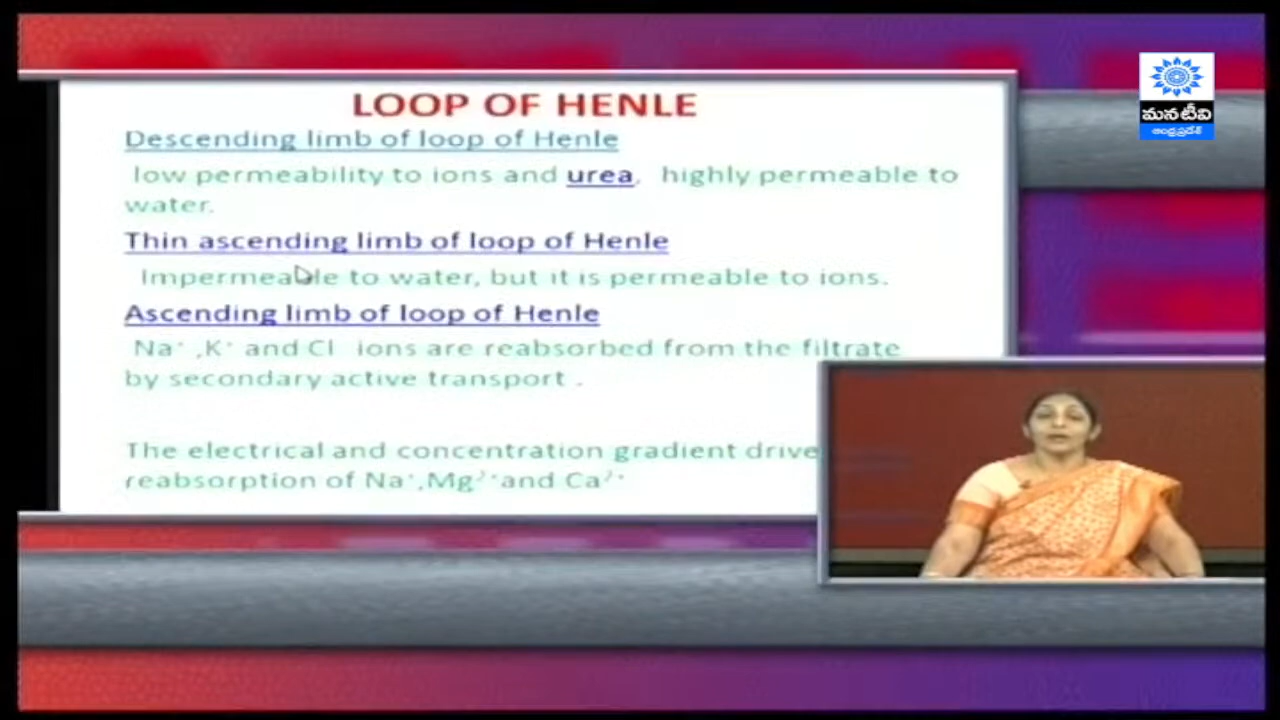 LOOP OF HENLE
Descending limb of loop of Henle
low permeability to ions and urea, highly permeable to
water.
Thin ascending limb of loop of Henle
Impermeable to water, but it is permeable to ions.
Ascending limb of loop of Henle
Na⁺ ,K⁺ and Cl⁻ ions are reabsorbed from the filtrate
by secondary active transport .
The electrical and concentration gradient drive
reabsorption of Na⁺,Mg²⁺and Ca²⁺
మనటీవి
ఆంధ్రప్రదేశ్